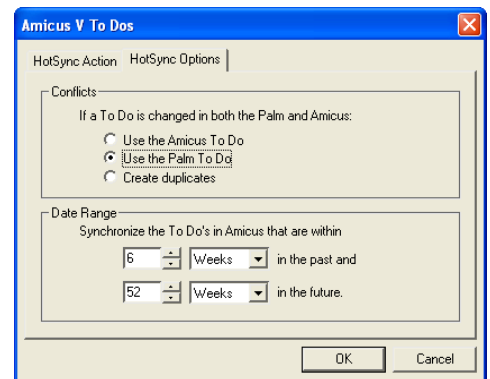 Amicus V To Dos
HotSync Action HotSync Options
Conflicts
If a To Do is changed in both the Palm and Amicus:
Use the Amicus To Do
Use the Palm To Do
Create duplicates
Date Range
Synchronize the To Do's in Amicus that are within
6 Weeks in the past and
52 Weeks in the future.
OK Cancel